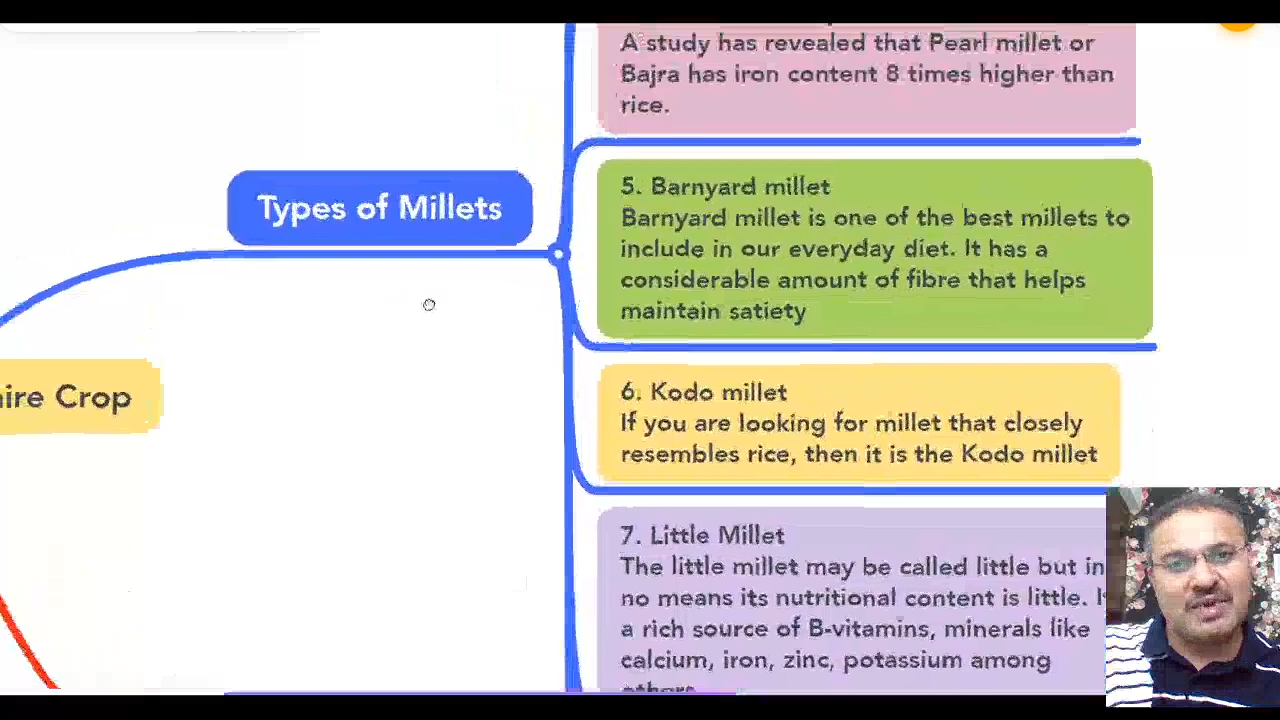 A study has revealed that Pearl millet or
Bajra has iron content 8 times higher than
rice.
Types of Millets
5. Barnyard millet
Barnyard millet is one of the best millets to
include in our everyday diet. It has a
considerable amount of fibre that helps
maintain satiety
Crop
6. Kodo millet
If you are looking for millet that closely
resembles rice, then it is the Kodo millet
7. Little Millet
The little millet may be called little but in
no means its nutritional content is little.
a rich source of B-vitamins, minerals like
calcium, iron, zinc, potassium among